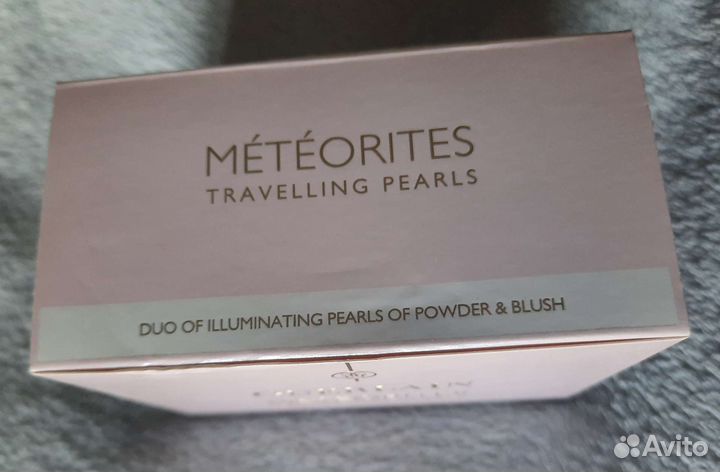 MÉTÉORITES
TRAVELLING PEARLS
DUO OF ILLUMINATING PEARLS OF POWDER & BLUSH
Avito